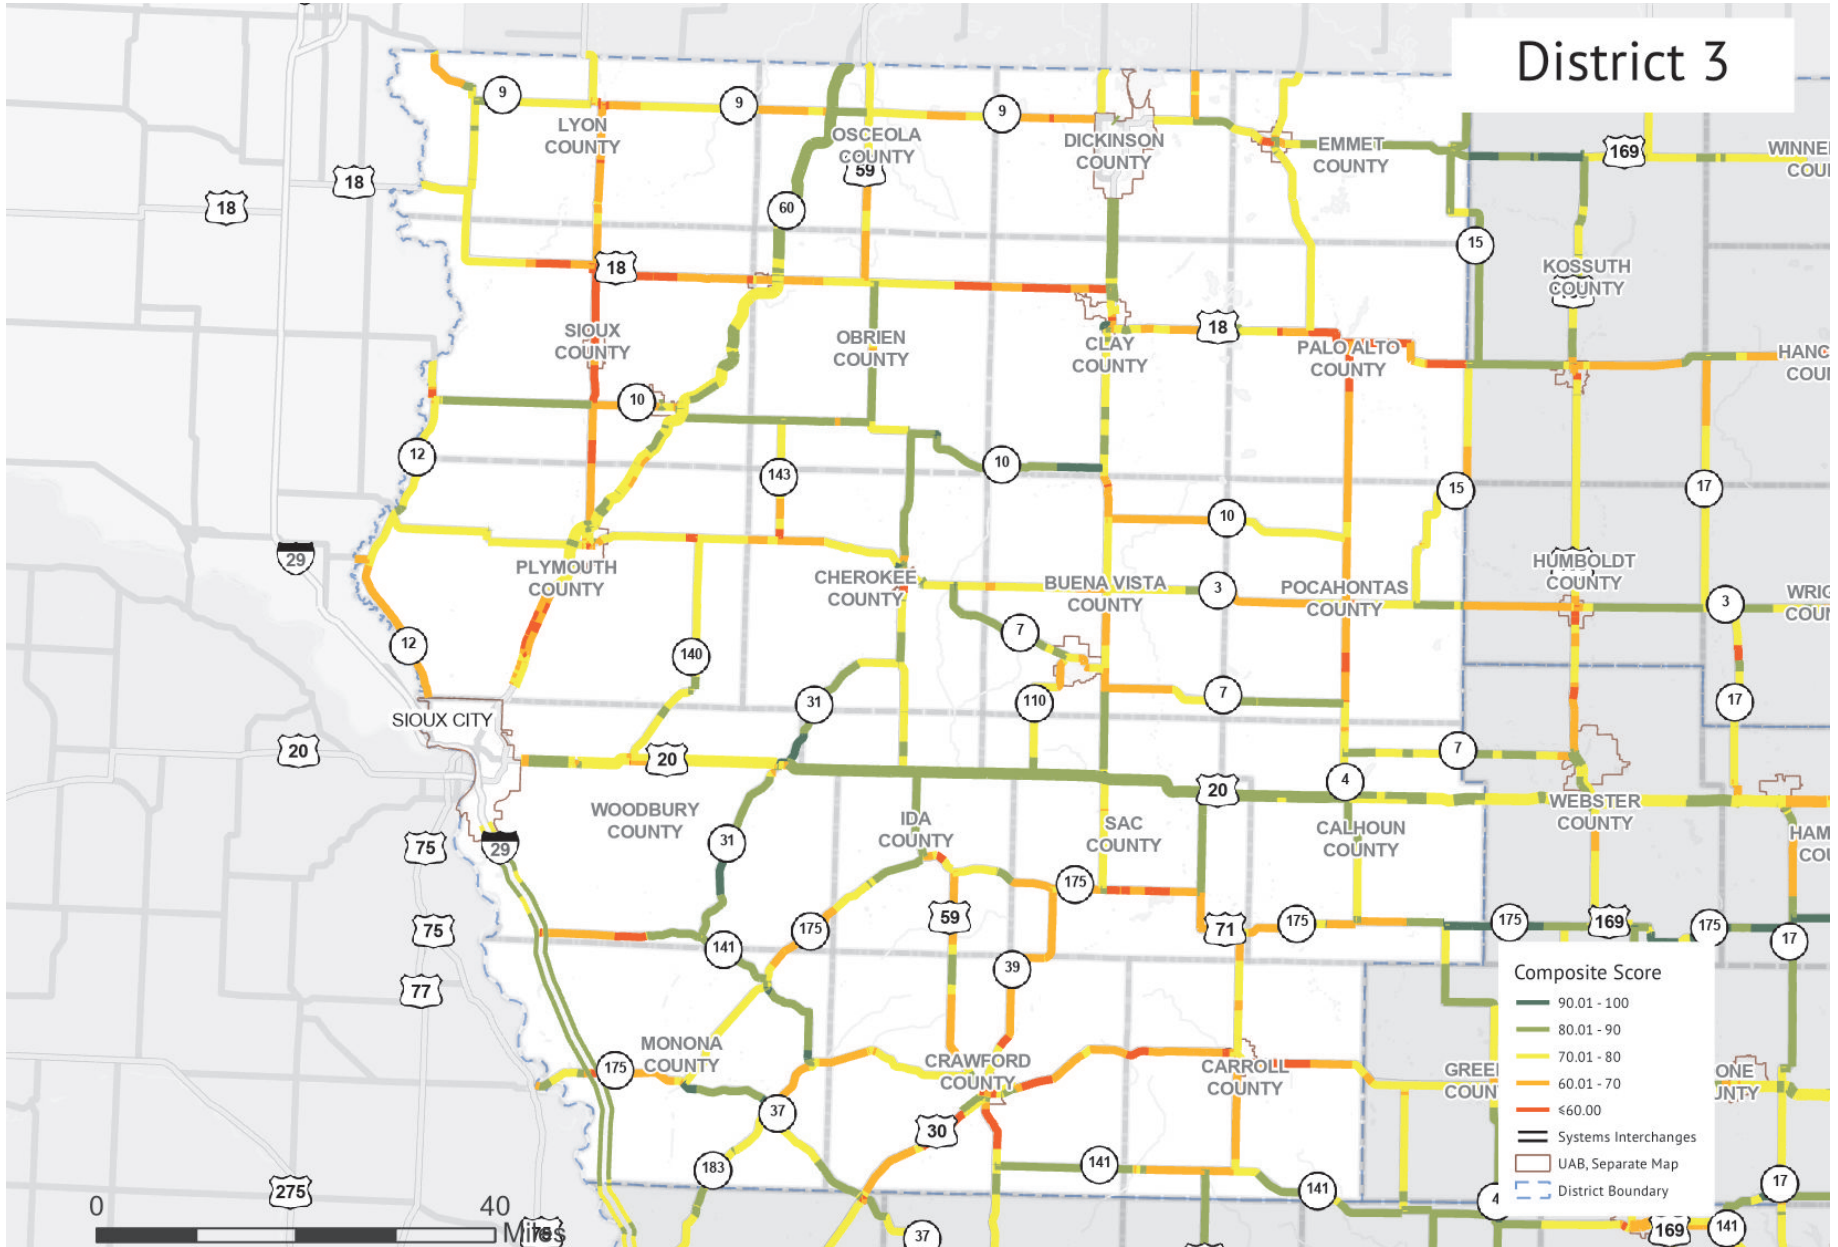 District 3
9
9
9
LYON
COUNTY
OSCEOLA
COUNTY
59
DICKINSON
COUNTY
EMMET
COUNTY
169
18
18
60
15
KOSSUTH
COUNTY
18
SIOUX
COUNTY
OBRIEN
COUNTY
CLAY
COUNTY
18
PALO ALTO
COUNTY
10
12
143
10
10
15
17
29
PLYMOUTH
COUNTY
CHEROKEE
COUNTY
BUENA VISTA
COUNTY
3
POCAHONTAS
COUNTY
HUMBOLDT
COUNTY
3
12
140
7
31
110
7
17
SIOUX CITY
20
20
7
4
20
WOODBURY
COUNTY
IDA
COUNTY
SAC
COUNTY
CALHOUN
COUNTY
WEBSTER
COUNTY
75
29
31
175
75
141
175
59
71
175
175
169
175
17
77
39
MONONA
COUNTY
175
CRAWFORD
COUNTY
CARROLL
COUNTY
37
30
183
141
141
275
17
37
169
141
0
40
Miles
Composite Score
90.01 - 100
80.01 - 90
70.01 - 80
60.01 - 70
≤60.00
Systems Interchanges
UAB, Separate Map
District Boundary